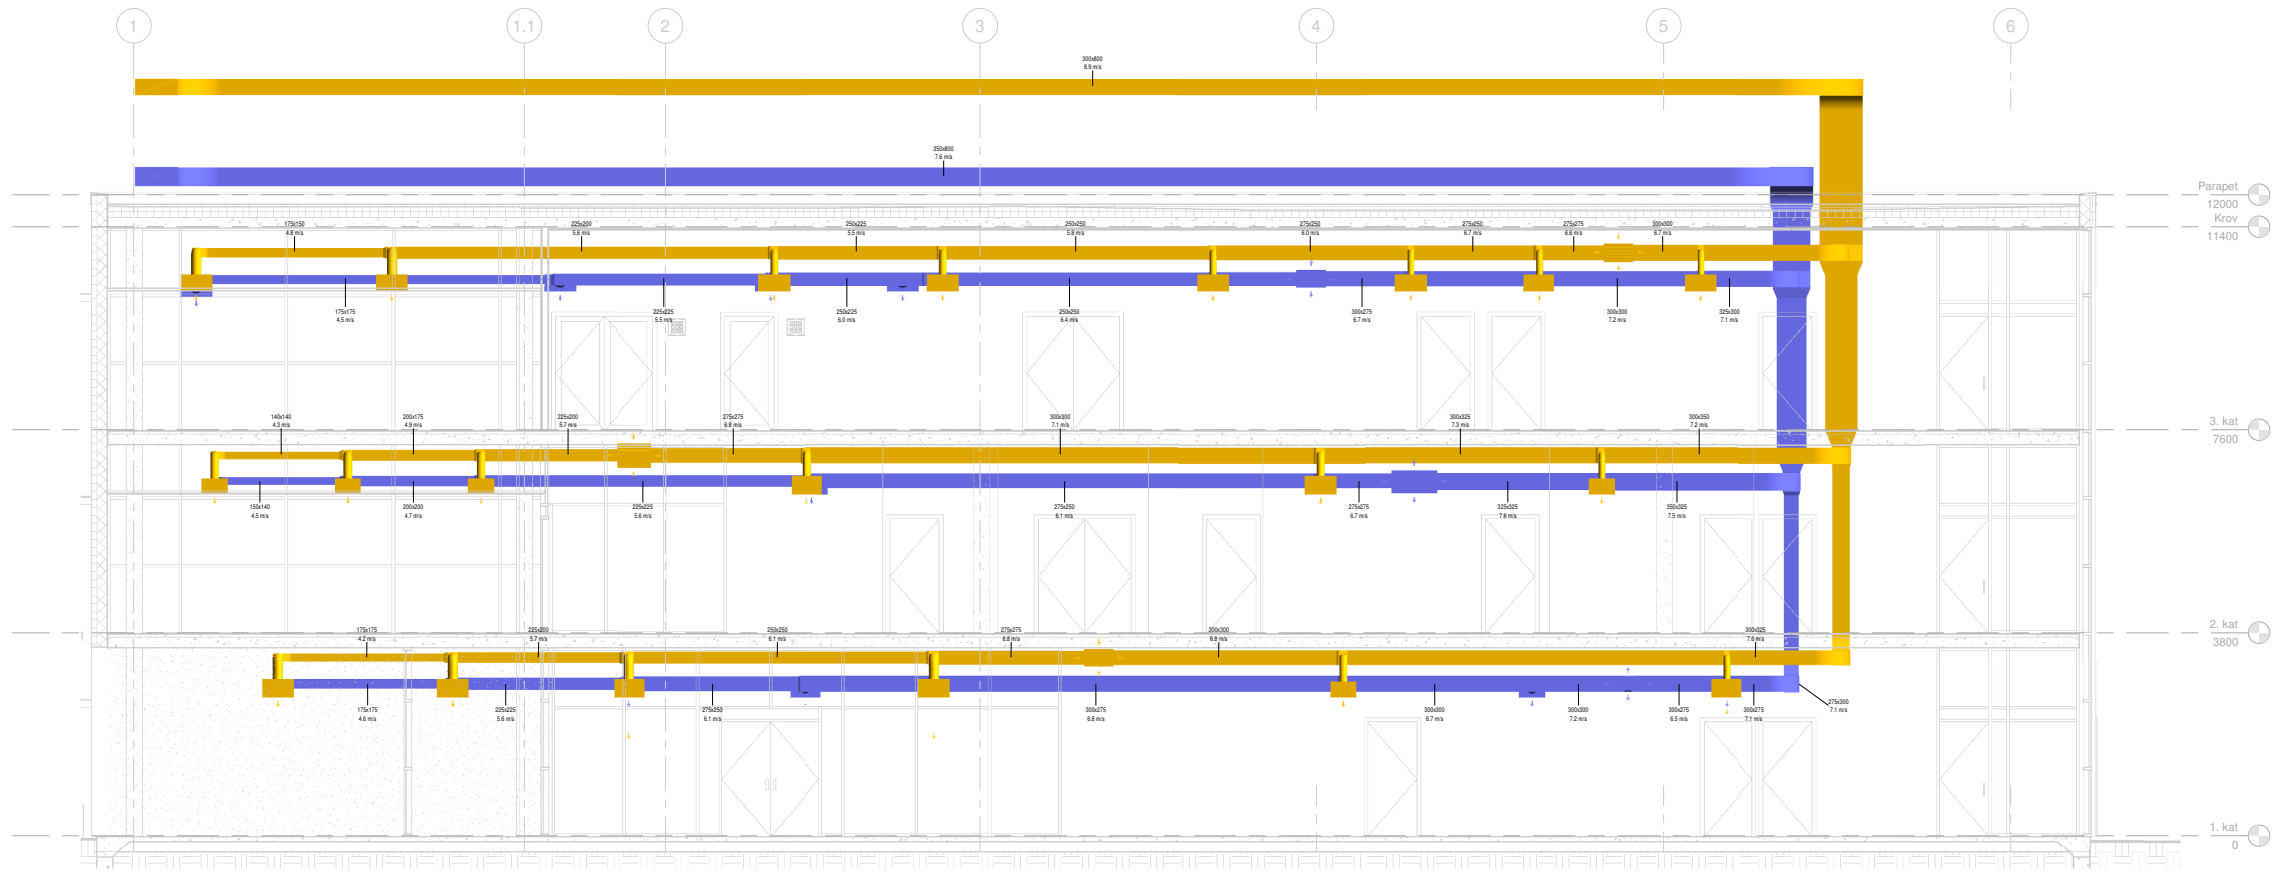 1
1.1
2
3
4
5
6
300x800
8.9 m/s
350x800
7.6 m/s
Parapet
12000
Krov
11400
175x150
4.8 m/s
225x200
5.6 m/s
250x225
5.5 m/s
250x250
5.8 m/s
275x250
6.0 m/s
275x250
6.7 m/s
275x275
6.6 m/s
300x300
6.7 m/s
175x175
4.5 m/s
225x225
5.5 m/s
250x225
6.0 m/s
250x250
6.4 m/s
300x275
6.7 m/s
300x300
7.2 m/s
325x300
7.1 m/s
3. kat
7600
140x140
4.3 m/s
200x175
4.9 m/s
225x200
5.7 m/s
275x275
6.8 m/s
300x300
7.1 m/s
300x325
7.3 m/s
300x350
7.2 m/s
150x140
4.5 m/s
200x200
4.7 m/s
225x225
5.6 m/s
275x250
6.1 m/s
275x275
6.7 m/s
325x325
7.6 m/s
350x325
7.5 m/s
2. kat
3800
175x175
4.2 m/s
225x200
5.7 m/s
250x250
6.1 m/s
275x275
6.8 m/s
300x300
6.8 m/s
300x325
7.6 m/s
175x175
4.6 m/s
225x225
5.6 m/s
275x250
6.1 m/s
300x275
6.8 m/s
300x300
6.7 m/s
300x300
7.2 m/s
300x275
6.5 m/s
300x275
7.1 m/s
275x300
7.1 m/s
1. kat
0